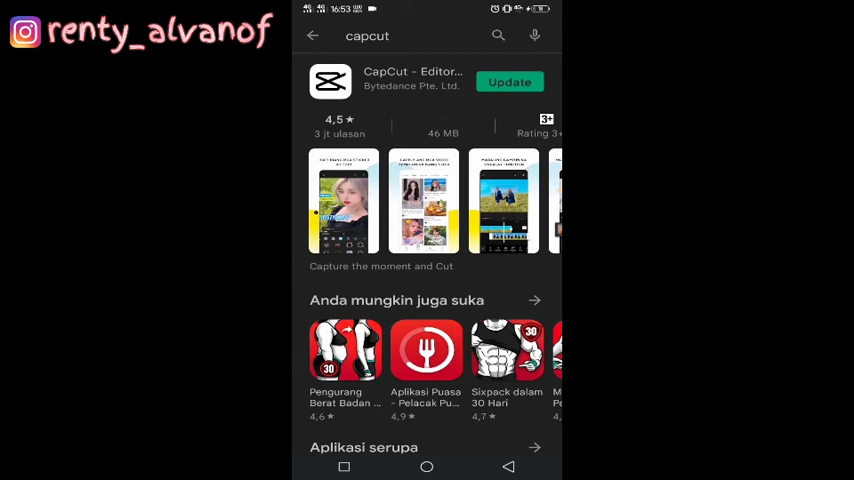 renty_alvanof
16:53
capcut
CapCut - Editor...
Bytedance Pte. Ltd.
Update
4,5★
3 jt ulasan
46 MB
3+
Rating 3+
Capture the moment and Cut
Anda mungkin juga suka
30
30
Pengurang
Berat Badan ...
4,6★
Aplikasi Puasa
- Pelacak Pu...
4,9★
Sixpack dalam
30 Hari
4,7★
Aplikasi serupa